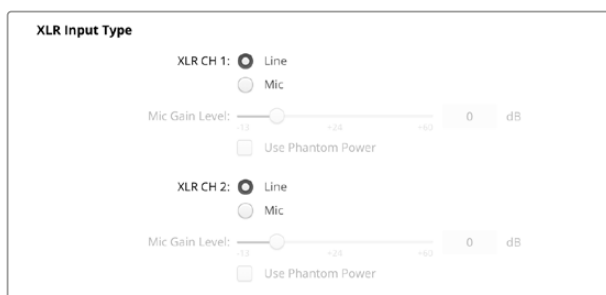 XLR Input Type
XLR CH 1: Line
Mic
Mic Gain Level: 0 dB
-13 +24 +60
Use Phantom Power
XLR CH 2: Line
Mic
Mic Gain Level: 0 dB
-13 +24 +60
Use Phantom Power